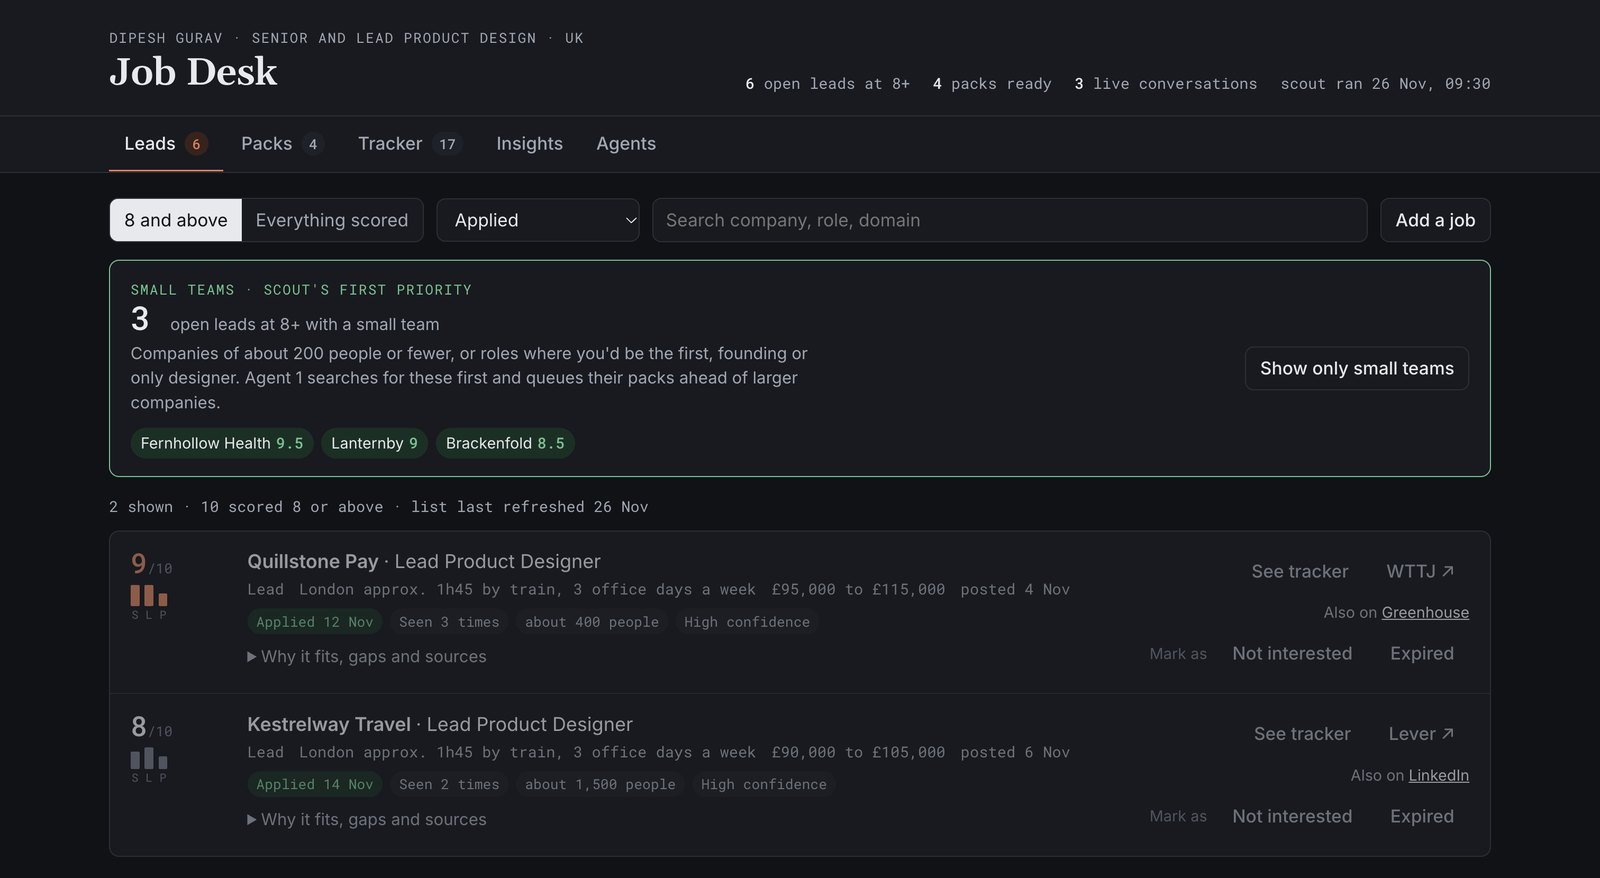 DIPESH GURAV · SENIOR AND LEAD PRODUCT DESIGN · UK
Job Desk
6 open leads at 8+ 4 packs ready 3 live conversations scout ran 26 Nov, 09:30
Leads 6 Packs 4 Tracker 17 Insights Agents
8 and above Everything scored Applied Search company, role, domain Add a job
SMALL TEAMS · SCOUT'S FIRST PRIORITY
3 open leads at 8+ with a small team
Companies of about 200 people or fewer, or roles where you'd be the first, founding or
only designer. Agent 1 searches for these first and queues their packs ahead of larger
companies.
Show only small teams
Fernhollow Health 9.5 Lanternby 9 Brackenfold 8.5
2 shown · 10 scored 8 or above · list last refreshed 26 Nov
9/10
S L P
Quillstone Pay · Lead Product Designer
Lead London approx. 1h45 by train, 3 office days a week £95,000 to £115,000 posted 4 Nov
Applied 12 Nov Seen 3 times about 400 people High confidence
▶ Why it fits, gaps and sources
See tracker WTTJ ↗
Also on Greenhouse
Mark as Not interested Expired
8/10
S L P
Kestrelway Travel · Lead Product Designer
Lead London approx. 1h45 by train, 3 office days a week £90,000 to £105,000 posted 6 Nov
Applied 14 Nov Seen 2 times about 1,500 people High confidence
▶ Why it fits, gaps and sources
See tracker Lever ↗
Also on LinkedIn
Mark as Not interested Expired